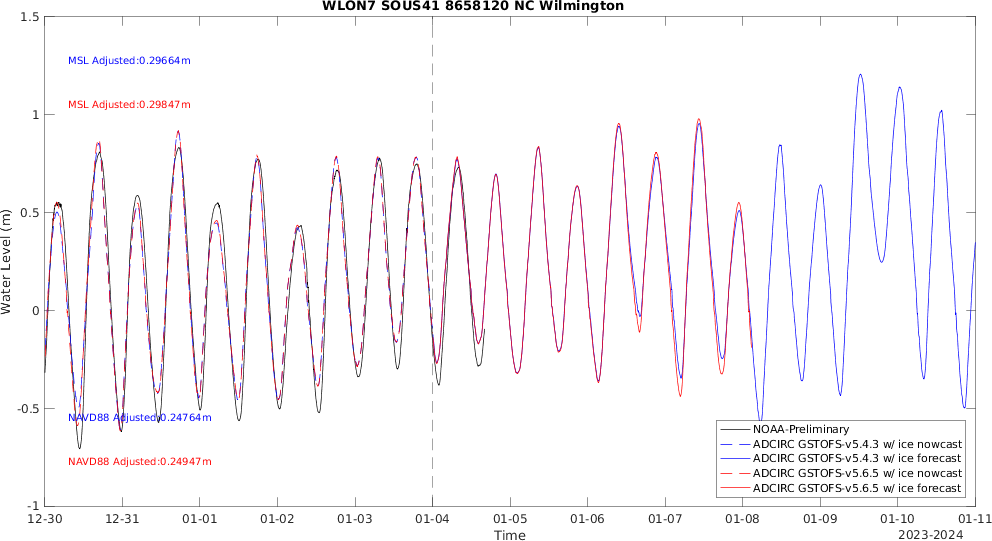 WLON7 SOUS41 8658120 NC Wilmington
1.5
1
0.5
0
-0.5
-1
Water Level (m)
MSL Adjusted:0.29664m
MSL Adjusted:0.29847m
NAVD88 Adjusted:0.24764m
NAVD88 Adjusted:0.24947m
NOAA-Preliminary
ADCIRC GSTOFS-v5.4.3 w/ ice nowcast
ADCIRC GSTOFS-v5.4.3 w/ ice forecast
ADCIRC GSTOFS-v5.6.5 w/ ice nowcast
ADCIRC GSTOFS-v5.6.5 w/ ice forecast
12-30 12-31 01-01 01-02 01-03 01-04 01-05 01-06 01-07 01-08 01-09 01-10 01-11
Time
2023-2024